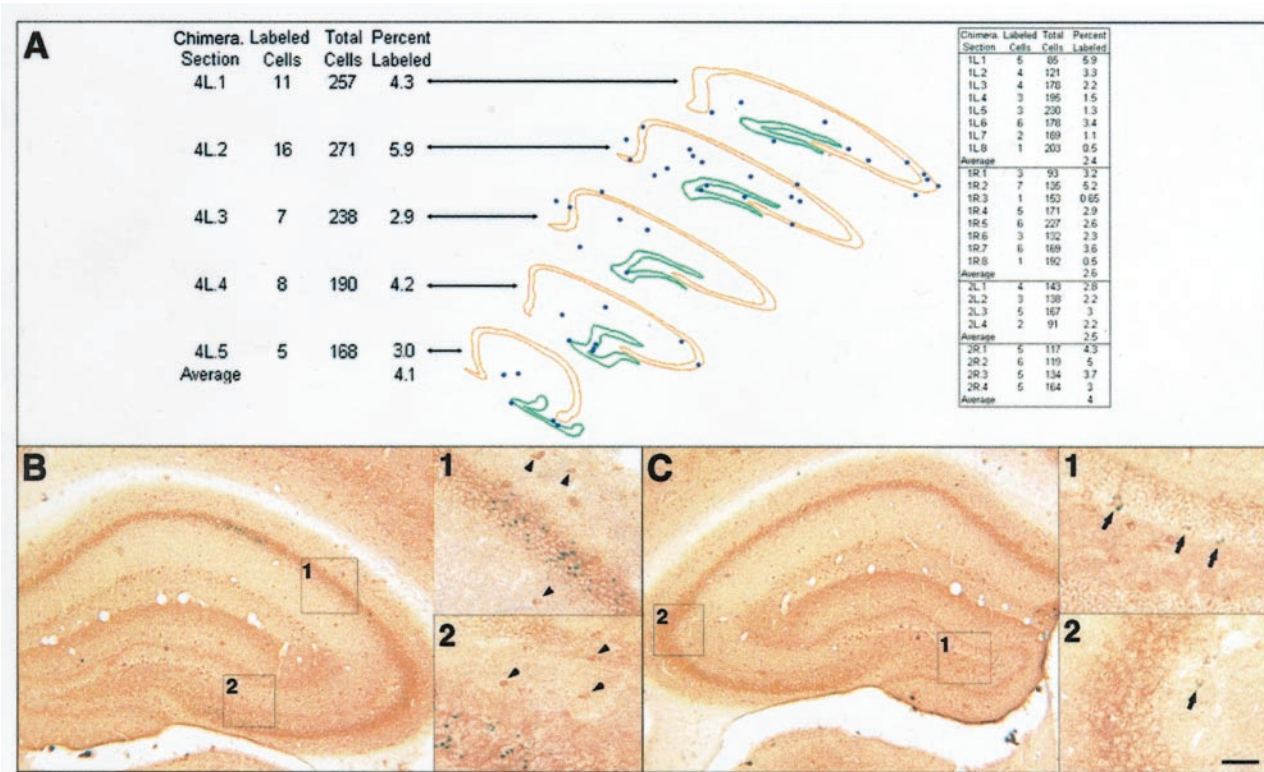 A
Chimera. Labeled Total Percent
Section Cells Cells Labeled
4L.1 11 257 4.3
4L.2 16 271 5.9
4L.3 7 238 2.9
4L.4 8 190 4.2
4L.5 5 168 3.0
Average 4.1
Chimera. Labeled Total Percent
Section Cells Cells Labeled
1L.1 5 85 5.9
1L.2 4 121 3.3
1L.3 4 178 2.2
1L.4 3 195 1.5
1L.5 3 230 1.3
1L.6 6 178 3.4
1L.7 2 189 1.1
1L.8 1 203 0.5
Average 2.4
1R.1 3 93 3.2
1R.2 7 135 5.2
1R.3 1 153 0.65
1R.4 5 171 2.9
1R.5 6 227 2.6
1R.6 3 132 2.3
1R.7 6 169 3.6
1R.8 1 192 0.5
Average 2.6
2L.1 4 143 2.8
2L.2 3 138 2.2
2L.3 5 167 3
2L.4 2 91 2.2
Average 2.5
2R.1 5 117 4.3
2R.2 6 119 5
2R.3 5 134 3.7
2R.4 5 164 3
Average 4
B
1
2
1
2
C
2
1
1
2